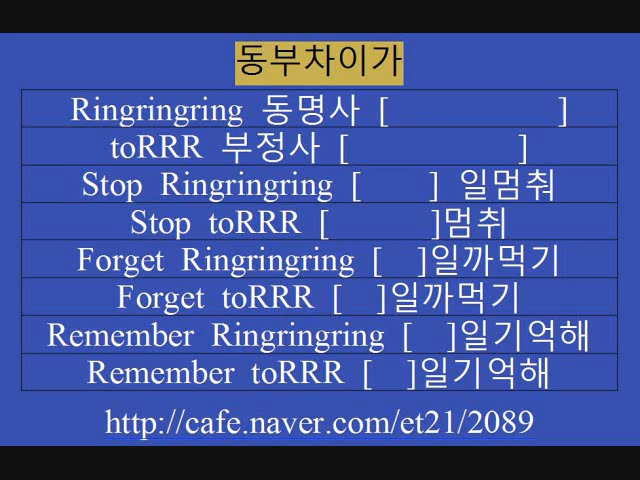 동부차이가
Ringringring 동명사 [ ]
toRRR 부정사 [ ]
Stop Ringringring [ ] 일멈춰
Stop toRRR [ ]멈취
Forget Ringringring [ ]일까먹기
Forget toRRR [ ]일까먹기
Remember Ringringring [ ]일기억해
Remember toRRR [ ]일기억해
http://cafe.naver.com/et21/2089